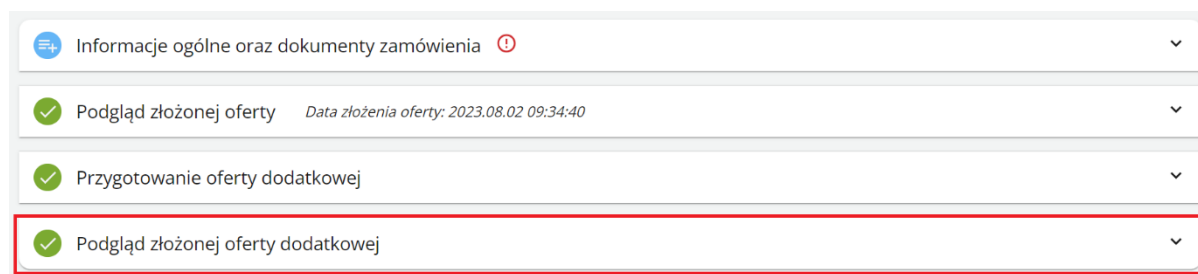 Informacje ogólne oraz dokumenty zamówienia
Podgląd złożonej oferty Data złożenia oferty: 2023.08.02 09:34:40
Przygotowanie oferty dodatkowej
Podgląd złożonej oferty dodatkowej